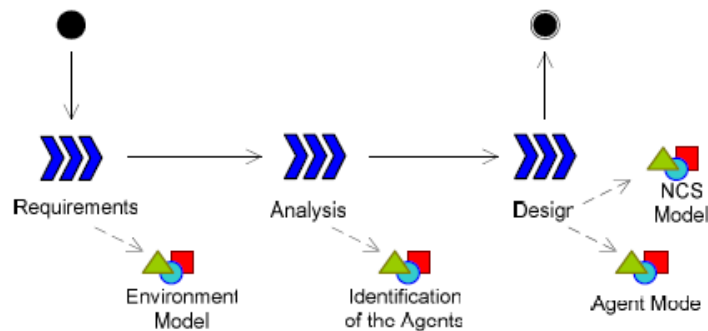 Requirements
Analysis
Design
NCS
Model
Environment
Model
Identification
of the Agents
Agent Mode